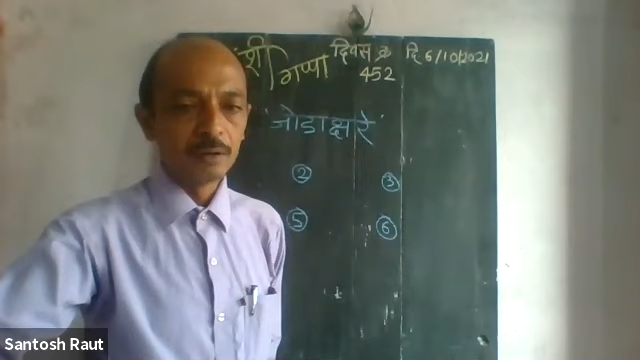 शी गप्पा दिवस क्र 452 दि 6/10/2021
'जोडाक्षरे'
② ③
⑤ ⑥
Santosh Raut